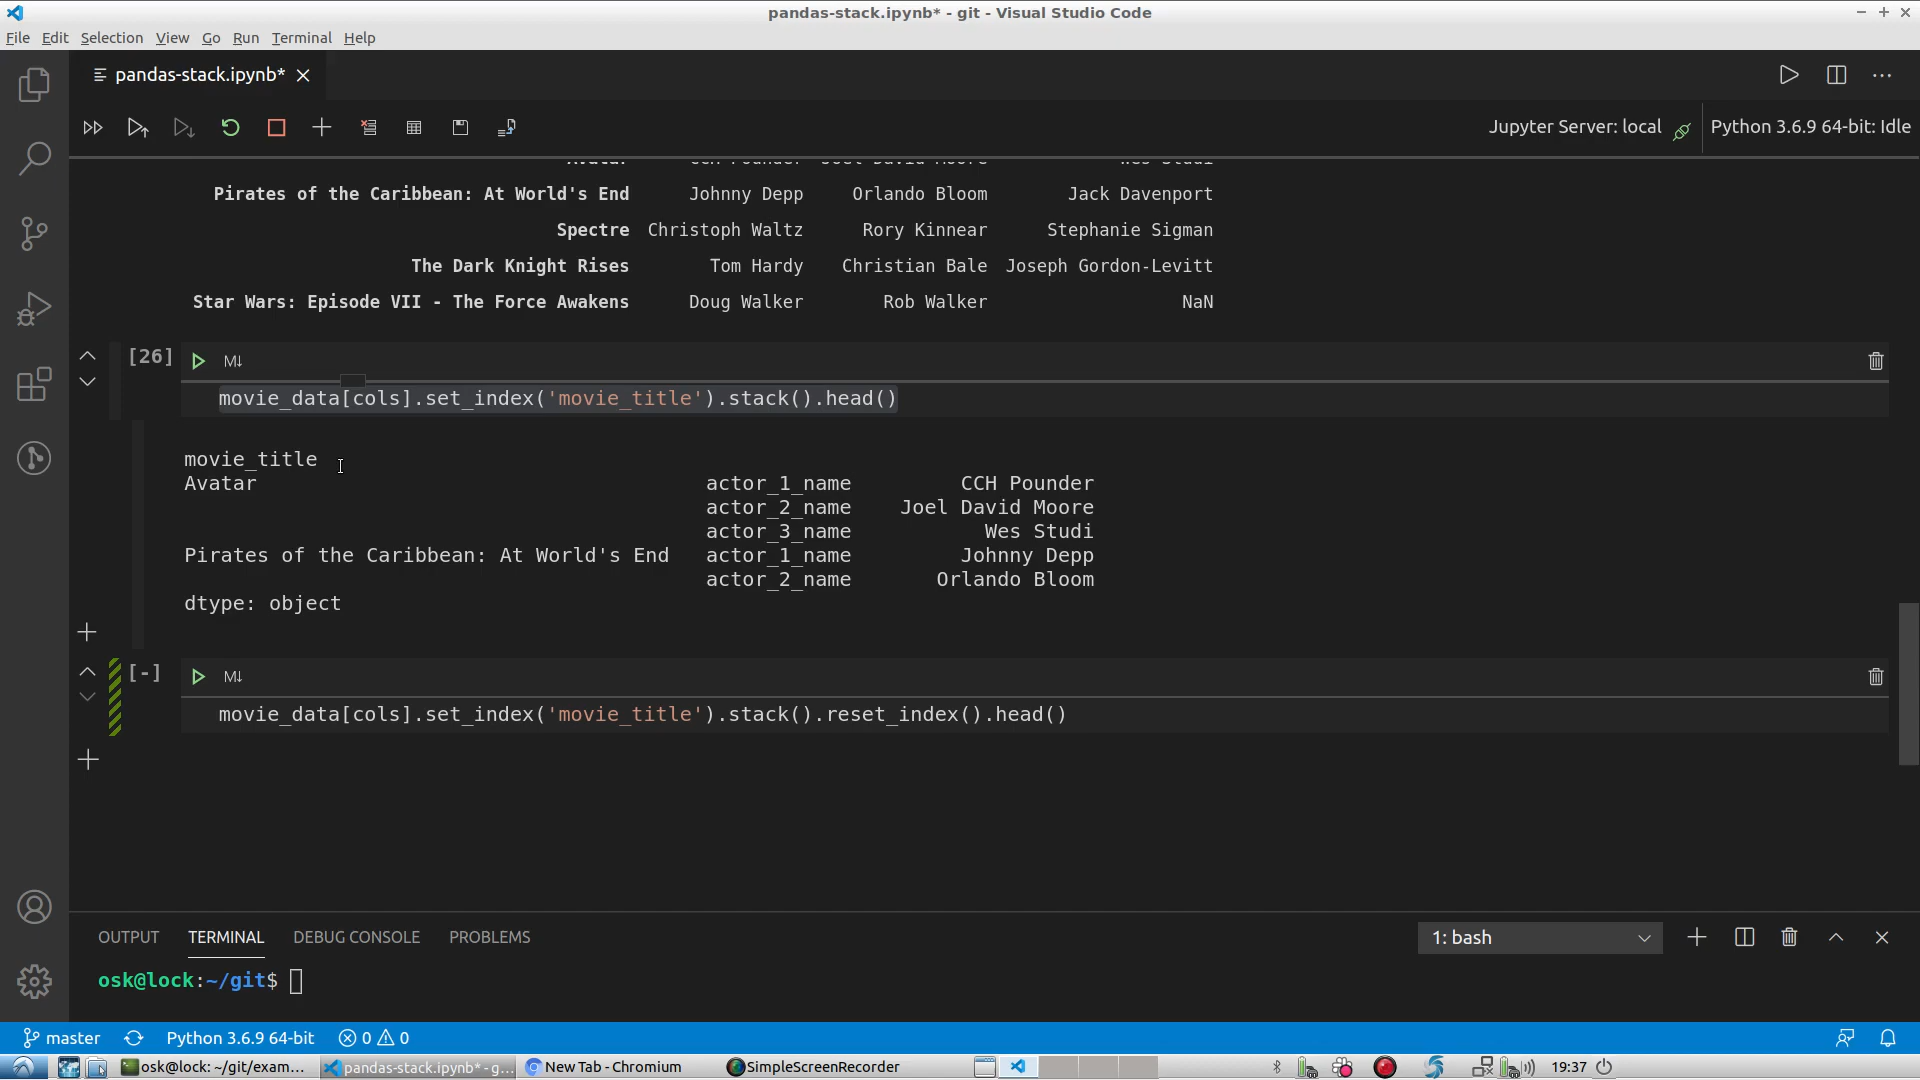 pandas-stack.ipynb* - git - Visual Studio Code
File Edit Selection View Go Run Terminal Help
pandas-stack.ipynb*
Jupyter Server: local Python 3.6.9 64-bit: Idle
Pirates of the Caribbean: At World's End Johnny Depp Orlando Bloom Jack Davenport
Spectre Christoph Waltz Rory Kinnear Stephanie Sigman
The Dark Knight Rises Tom Hardy Christian Bale Joseph Gordon-Levitt
Star Wars: Episode VII - The Force Awakens Doug Walker Rob Walker NaN
[26] M↓
movie_data[cols].set_index('movie_title').stack().head()
movie_title
Avatar actor_1_name CCH Pounder
actor_2_name Joel David Moore
actor_3_name Wes Studi
Pirates of the Caribbean: At World's End actor_1_name Johnny Depp
actor_2_name Orlando Bloom
dtype: object
[-] M↓
movie_data[cols].set_index('movie_title').stack().reset_index().head()
OUTPUT TERMINAL DEBUG CONSOLE PROBLEMS 1: bash
osk@lock:~/git$
master Python 3.6.9 64-bit 0 0
osk@lock: ~/git/exam... pandas-stack.ipynb* - g... New Tab - Chromium SimpleScreenRecorder 19:37